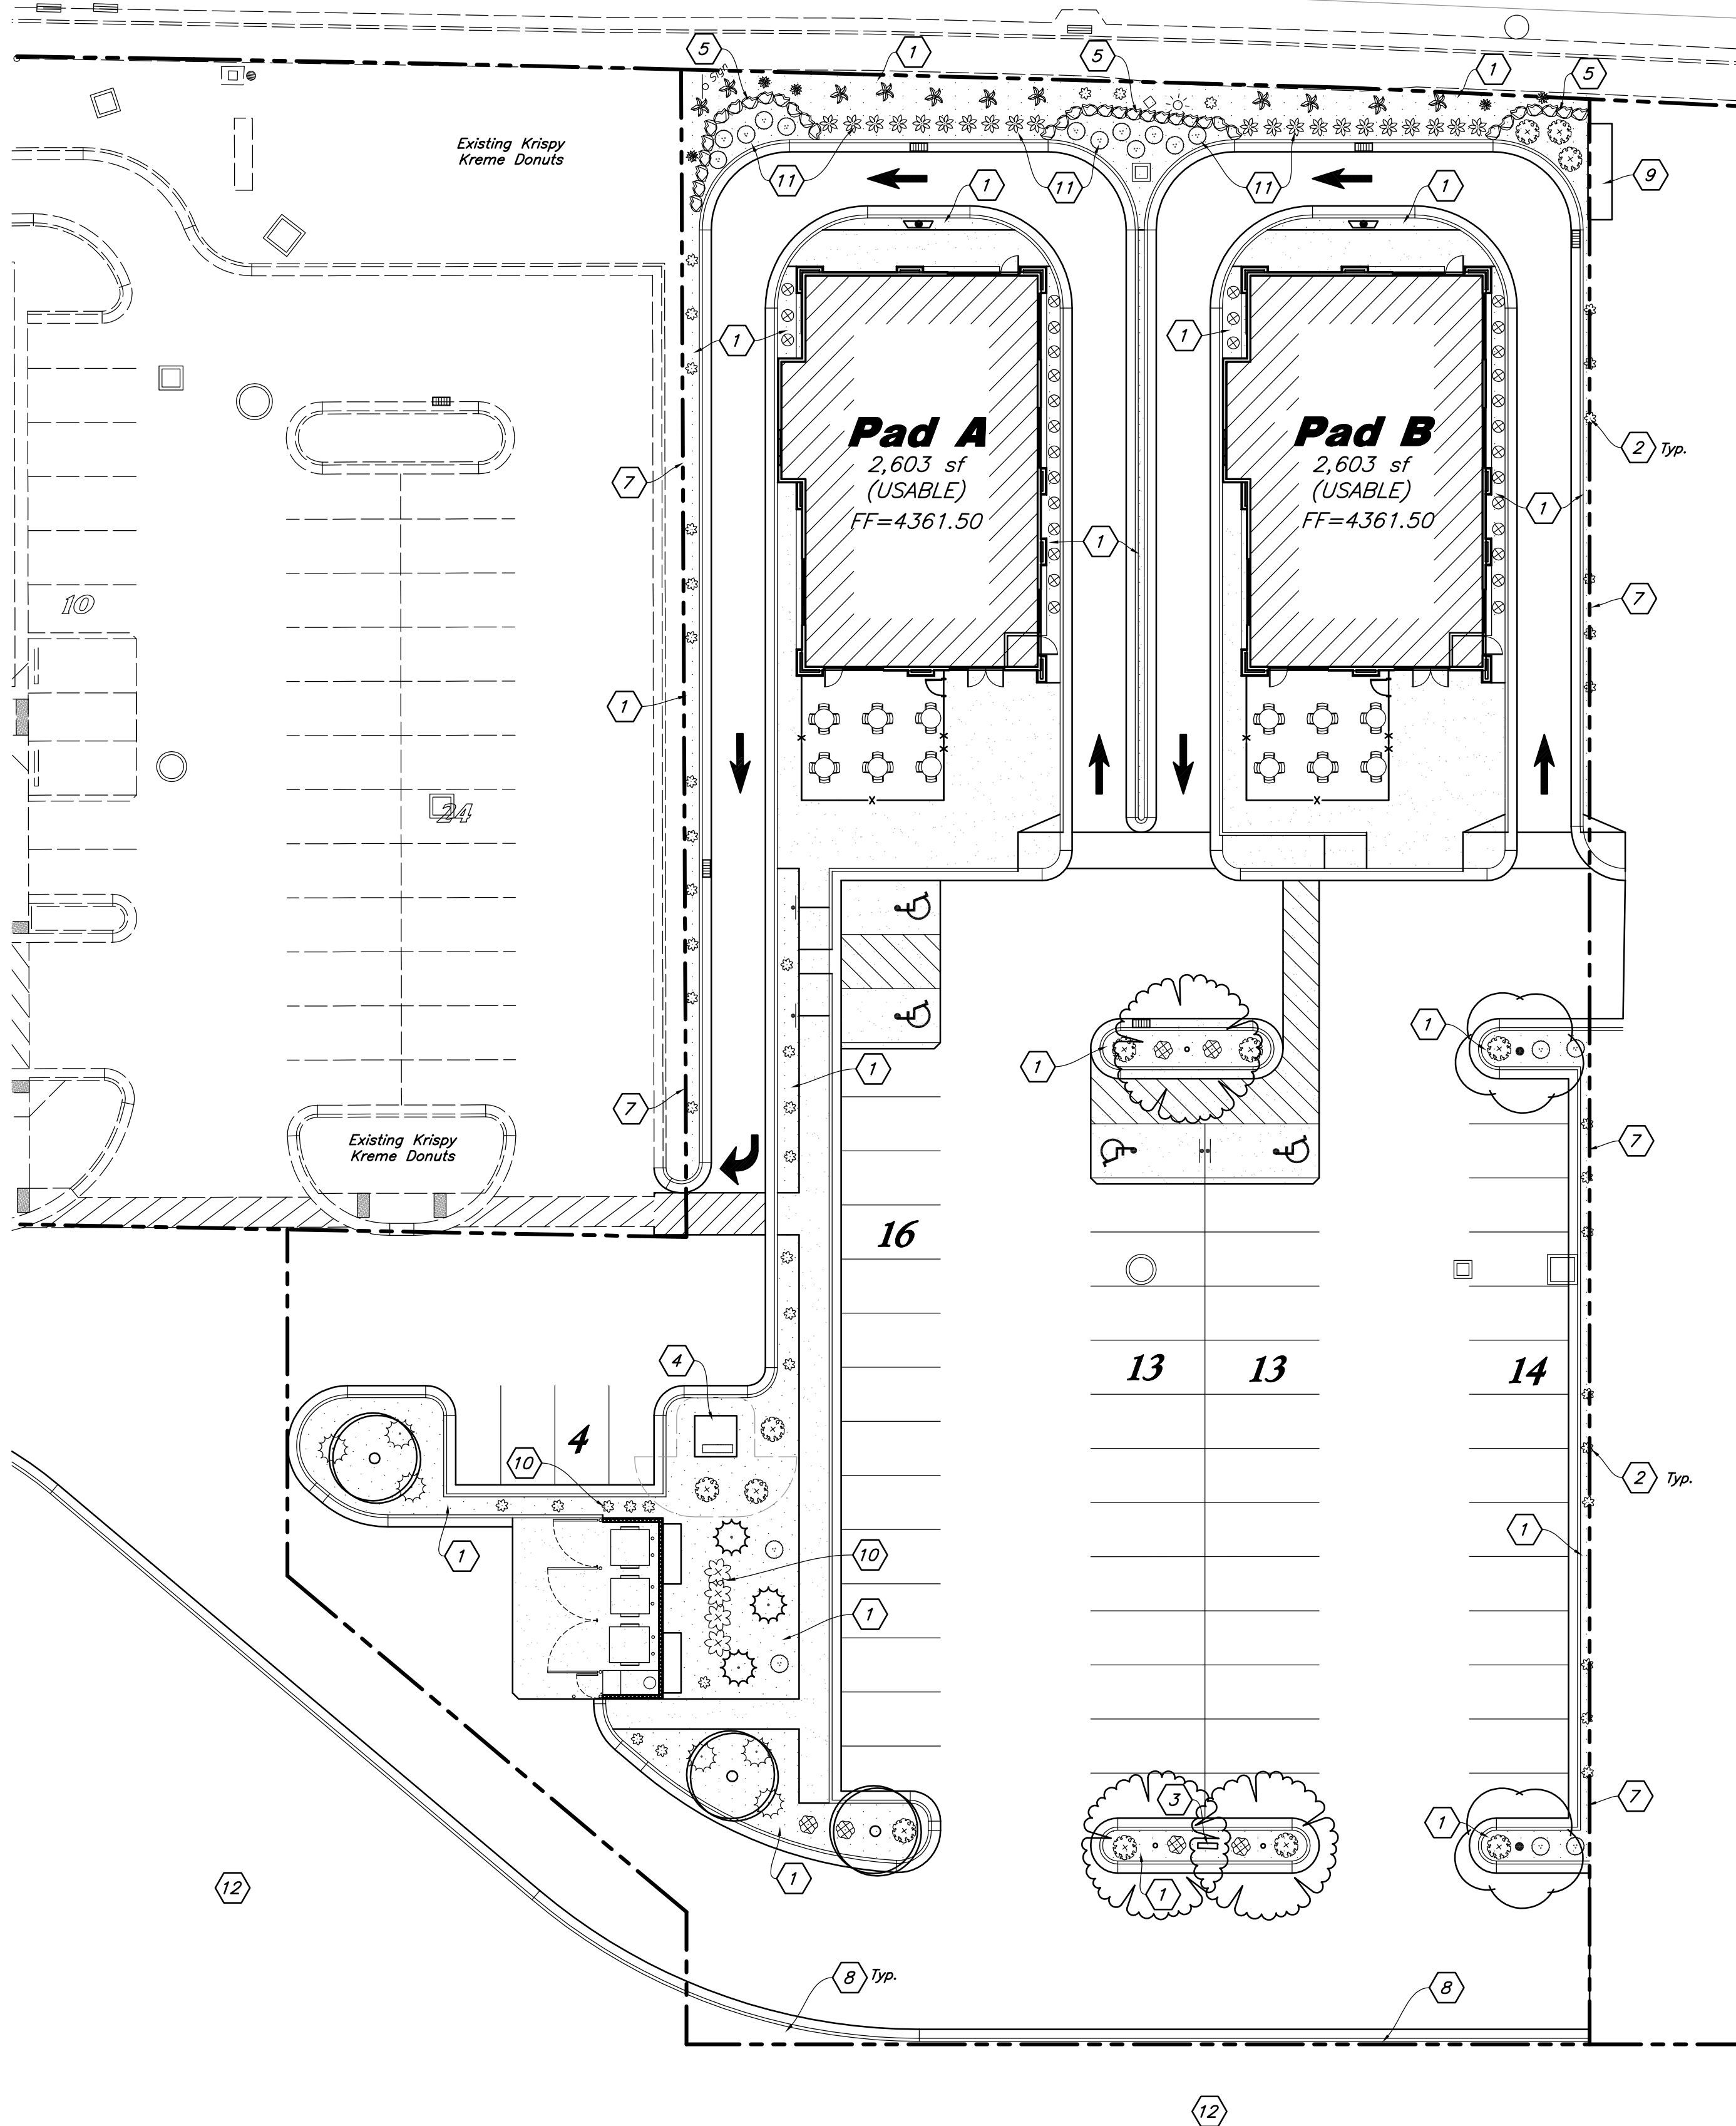 5
1
5
1
5
Sign
Existing Krispy
Kreme Donuts
11
11
11
9
1
1
1
1
Pad A
2,603 sf
(USABLE)
FF=4361.50
Pad B
2,603 sf
(USABLE)
FF=4361.50
2 Typ.
7
1
1
7
10
1
24
1
1
1
7
Existing Krispy
Kreme Donuts
7
16
4
13
13
14
4
10
2 Typ.
1
1
10
1
3
7
1
1
1
12
8 Typ.
8
12